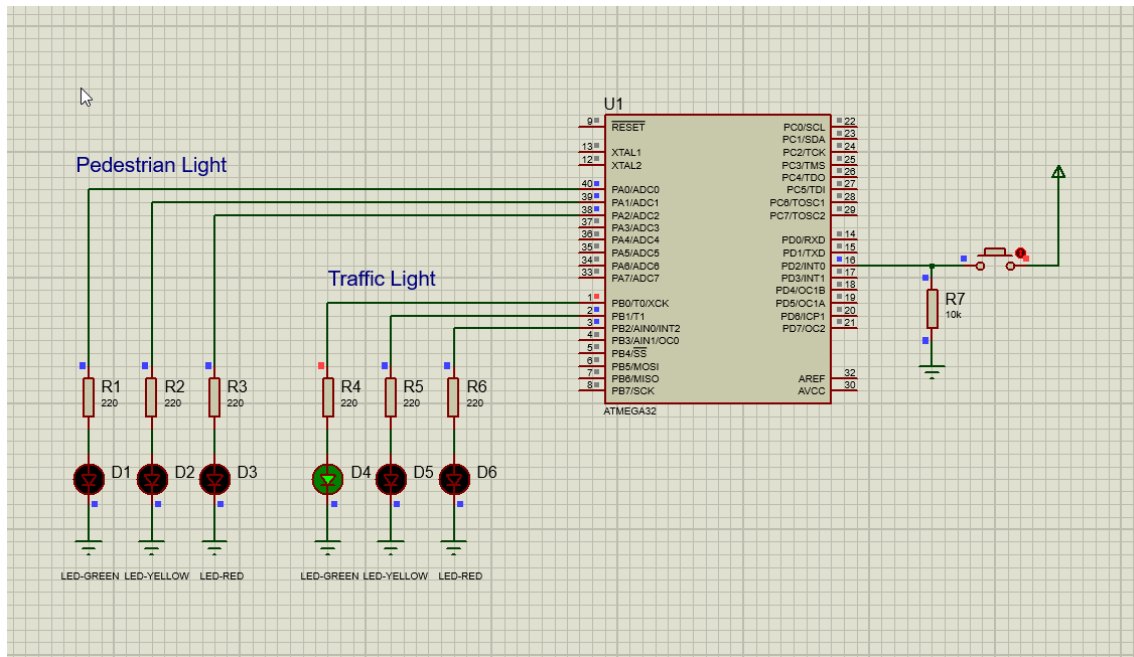 U1
9 RESET
13 XTAL1
12 XTAL2
40 PA0/ADC0
39 PA1/ADC1
38 PA2/ADC2
37 PA3/ADC3
36 PA4/ADC4
35 PA5/ADC5
34 PA6/ADC6
33 PA7/ADC7
1 PB0/T0/XCK
2 PB1/T1
3 PB2/AIN0/INT2
4 PB3/AIN1/OC0
5 PB4/SS
6 PB5/MOSI
7 PB6/MISO
8 PB7/SCK
PC0/SCL 22
PC1/SDA 23
PC2/TCK 24
PC3/TMS 25
PC4/TDO 26
PC5/TDI 27
PC6/TOSC1 28
PC7/TOSC2 29
PD0/RXD 14
PD1/TXD 15
PD2/INT0 16
PD3/INT1 17
PD4/OC1B 18
PD5/OC1A 19
PD6/ICP1 20
PD7/OC2 21
AREF 32
AVCC 30
ATMEGA32
Pedestrian Light
Traffic Light
R7
10k
R1
220
R2
220
R3
220
R4
220
R5
220
R6
220
D1
D2
D3
D4
D5
D6
LED-GREEN
LED-YELLOW
LED-RED
LED-GREEN
LED-YELLOW
LED-RED